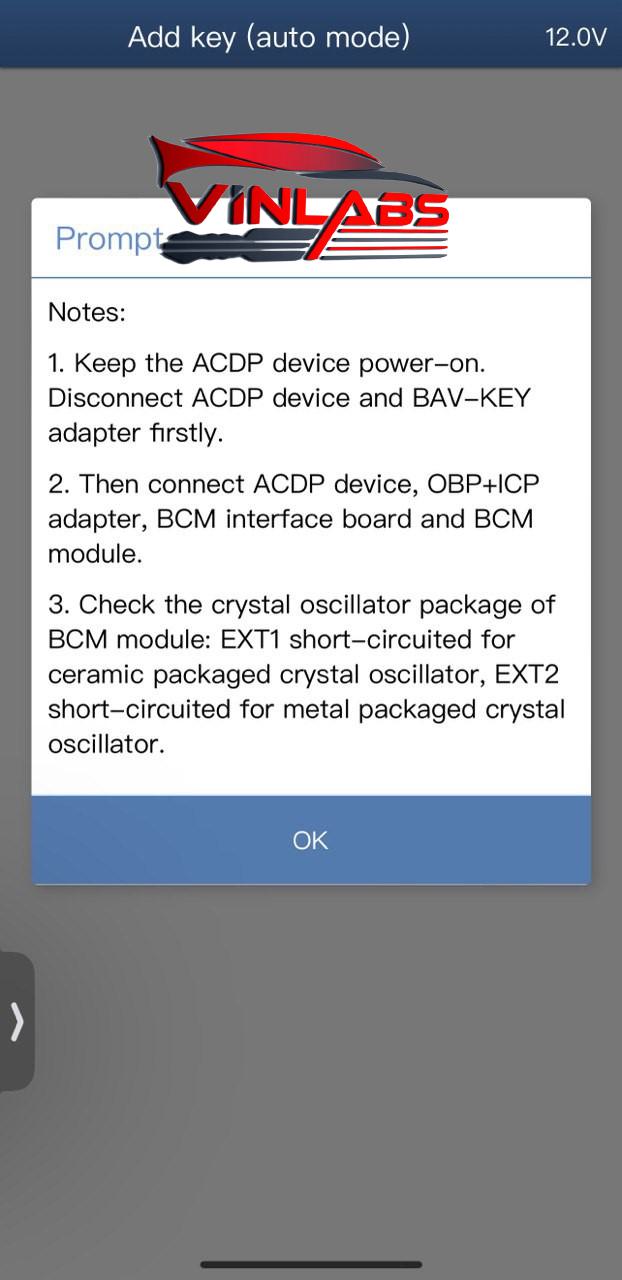 Add key (auto mode)
12.0V
VINLABS
Prompt
Notes:
1. Keep the ACDP device power-on.
Disconnect ACDP device and BAV-KEY
adapter firstly.
2. Then connect ACDP device, OBP+ICP
adapter, BCM interface board and BCM
module.
3. Check the crystal oscillator package of
BCM module: EXT1 short-circuited for
ceramic packaged crystal oscillator, EXT2
short-circuited for metal packaged crystal
oscillator.
OK